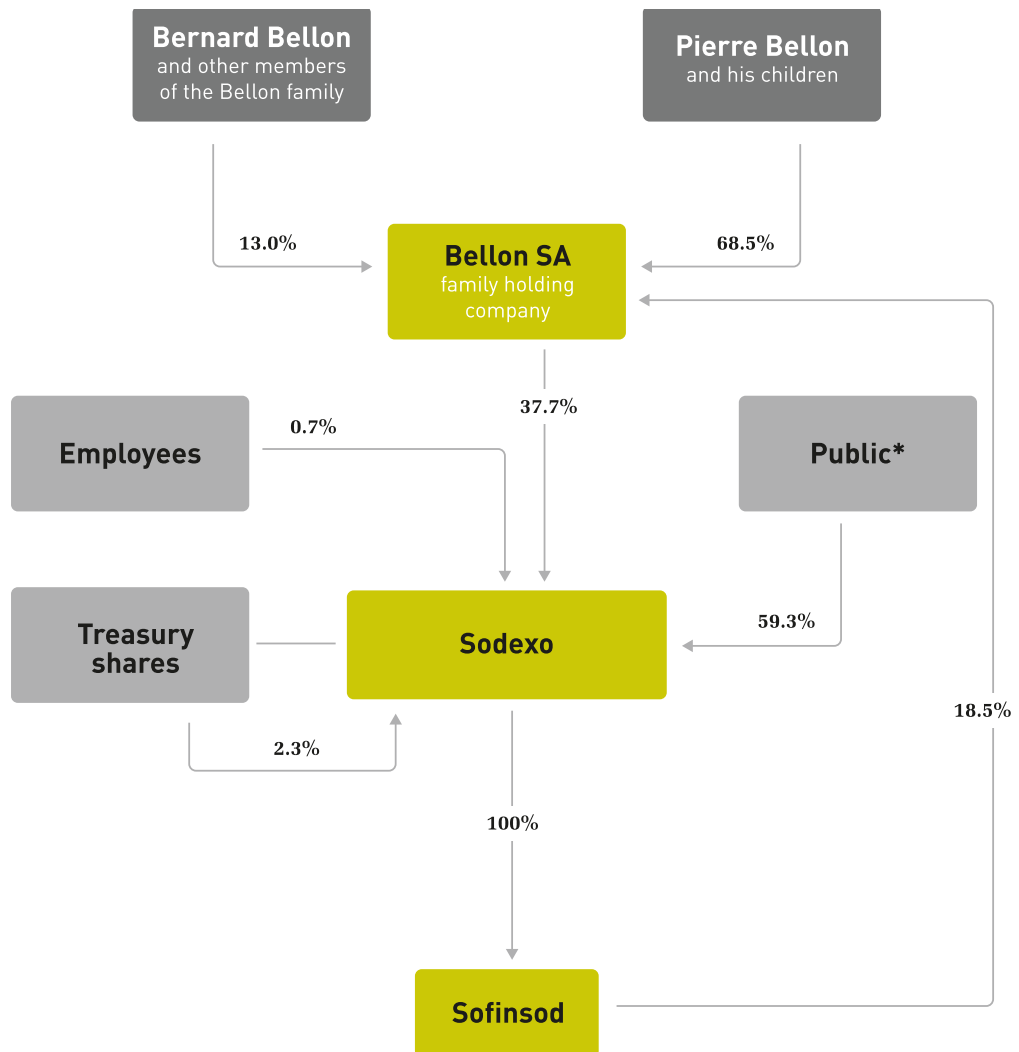 Bernard Bellon
and other members
of the Bellon family
Pierre Bellon
and his children
13.0%
68.5%
Bellon SA
family holding
company
37.7%
0.7%
Employees
Public*
Treasury
shares
Sodexo
59.3%
18.5%
2.3%
100%
Sofinsod